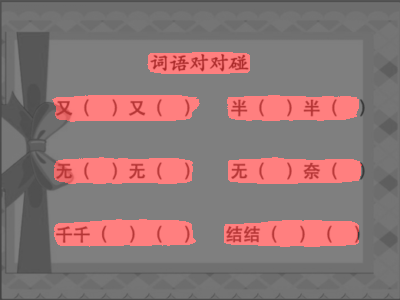 词语对对碰
又（ ）又（ ） 半（ ）半（ ）
无（ ）无（ ） 无（ ）奈（ ）
千千（ ）（ ） 结结（ ）（ ）